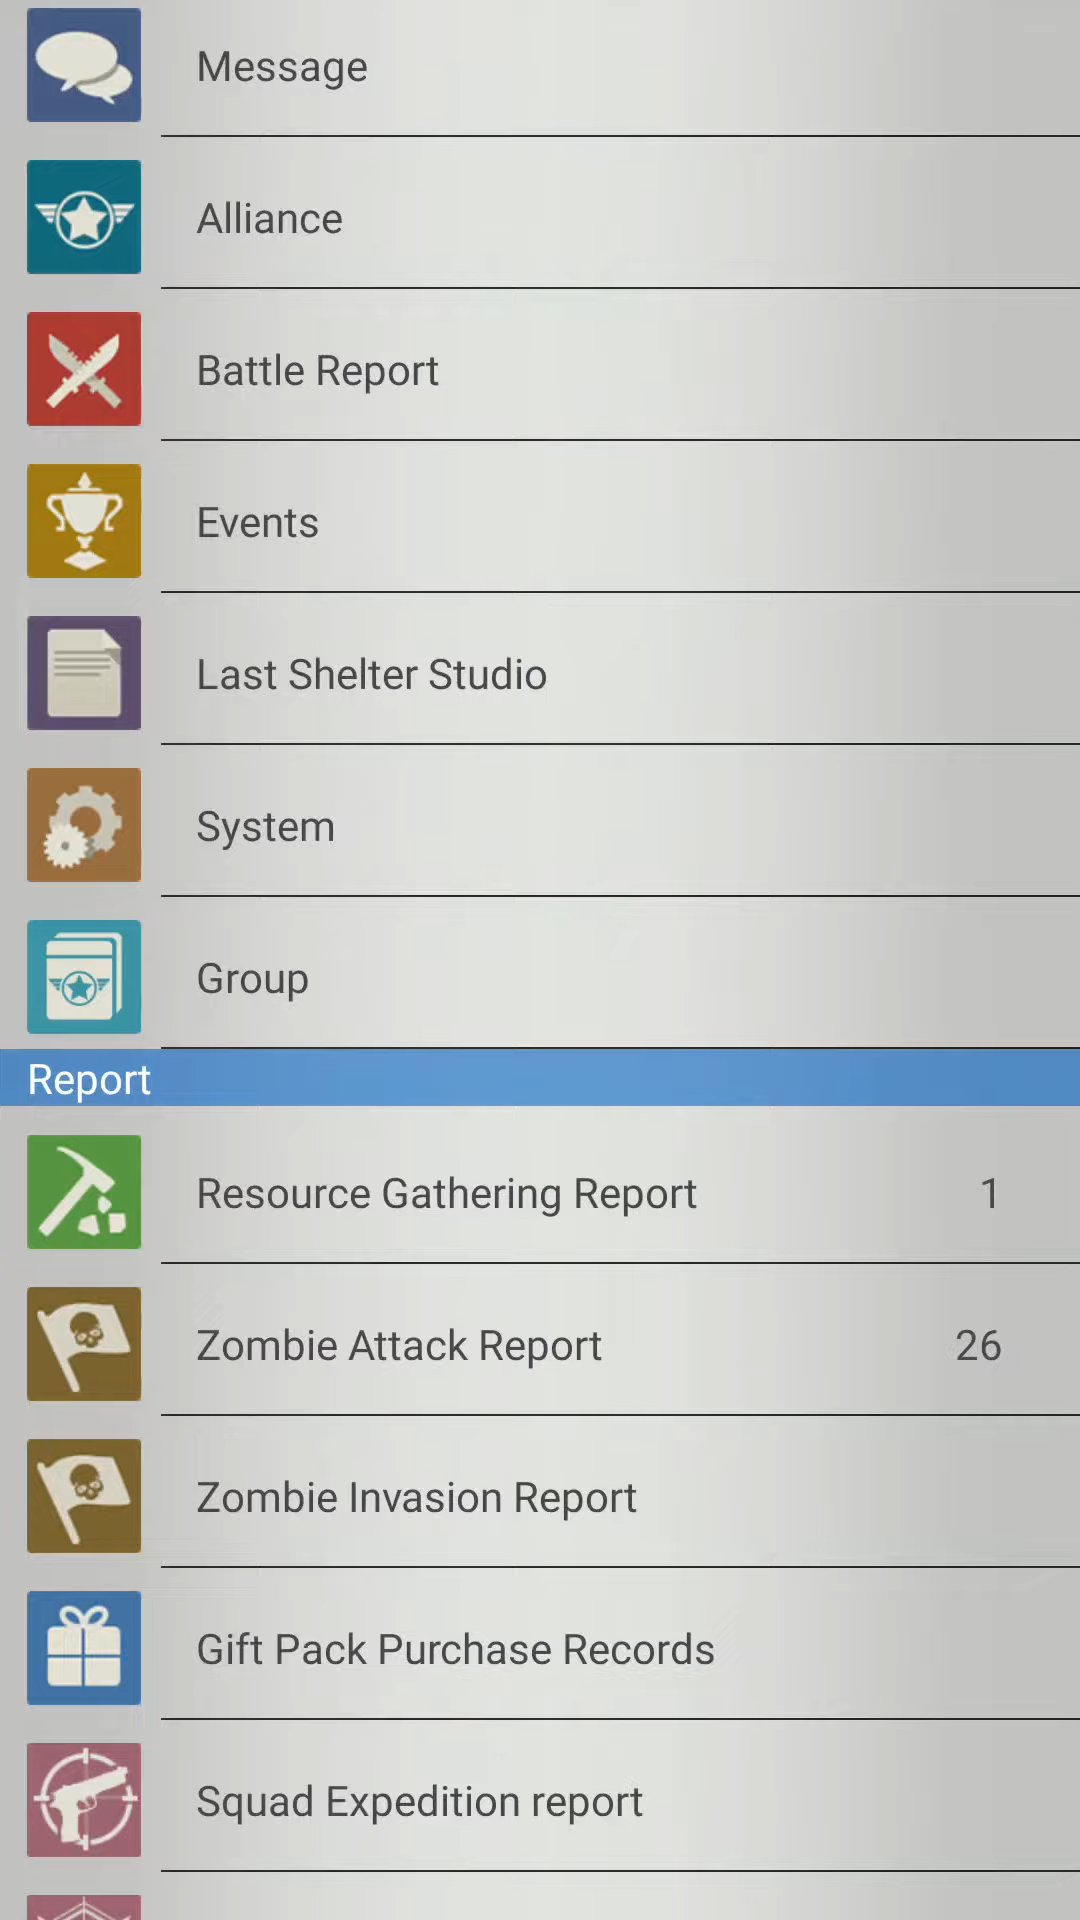 Message
Alliance
Battle Report
Events
Last Shelter Studio
System
Group
Report
Resource Gathering Report 1
Zombie Attack Report 26
Zombie Invasion Report
Gift Pack Purchase Records
Squad Expedition report